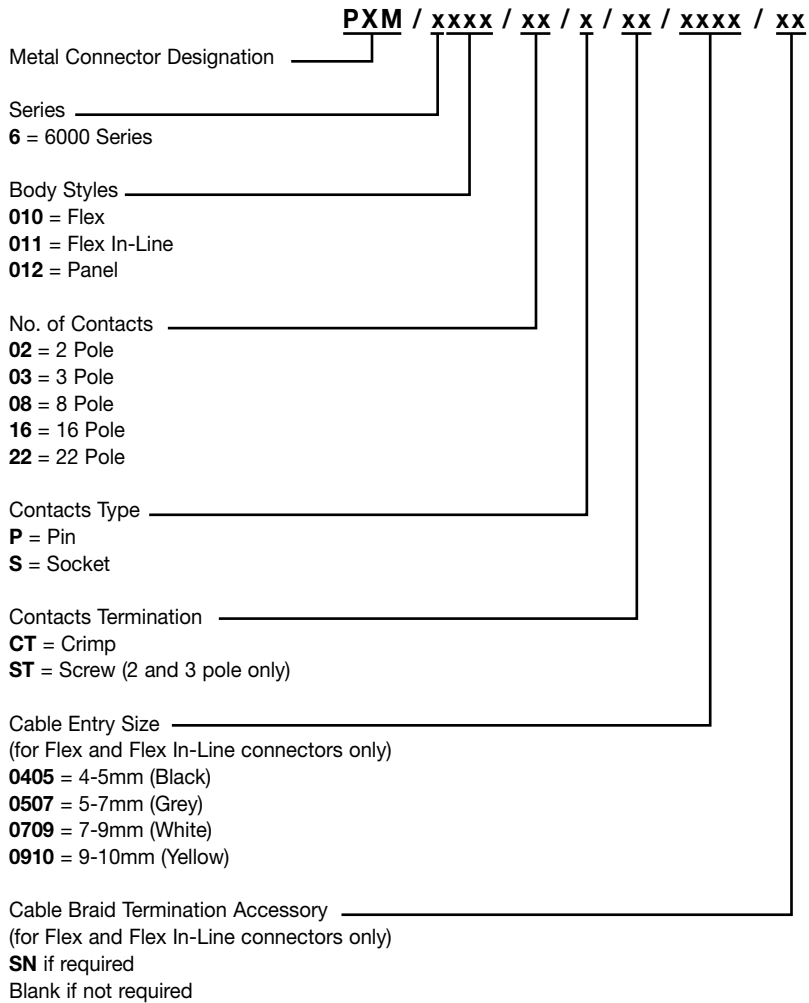 PXM / xxxx / xx / x / xx / xxxx / xx
Metal Connector Designation
Series
6 = 6000 Series
Body Styles
010 = Flex
011 = Flex In-Line
012 = Panel
No. of Contacts
02 = 2 Pole
03 = 3 Pole
08 = 8 Pole
16 = 16 Pole
22 = 22 Pole
Contacts Type
P = Pin
S = Socket
Contacts Termination
CT = Crimp
ST = Screw (2 and 3 pole only)
Cable Entry Size
(for Flex and Flex In-Line connectors only)
0405 = 4-5mm (Black)
0507 = 5-7mm (Grey)
0709 = 7-9mm (White)
0910 = 9-10mm (Yellow)
Cable Braid Termination Accessory
(for Flex and Flex In-Line connectors only)
SN if required
Blank if not required